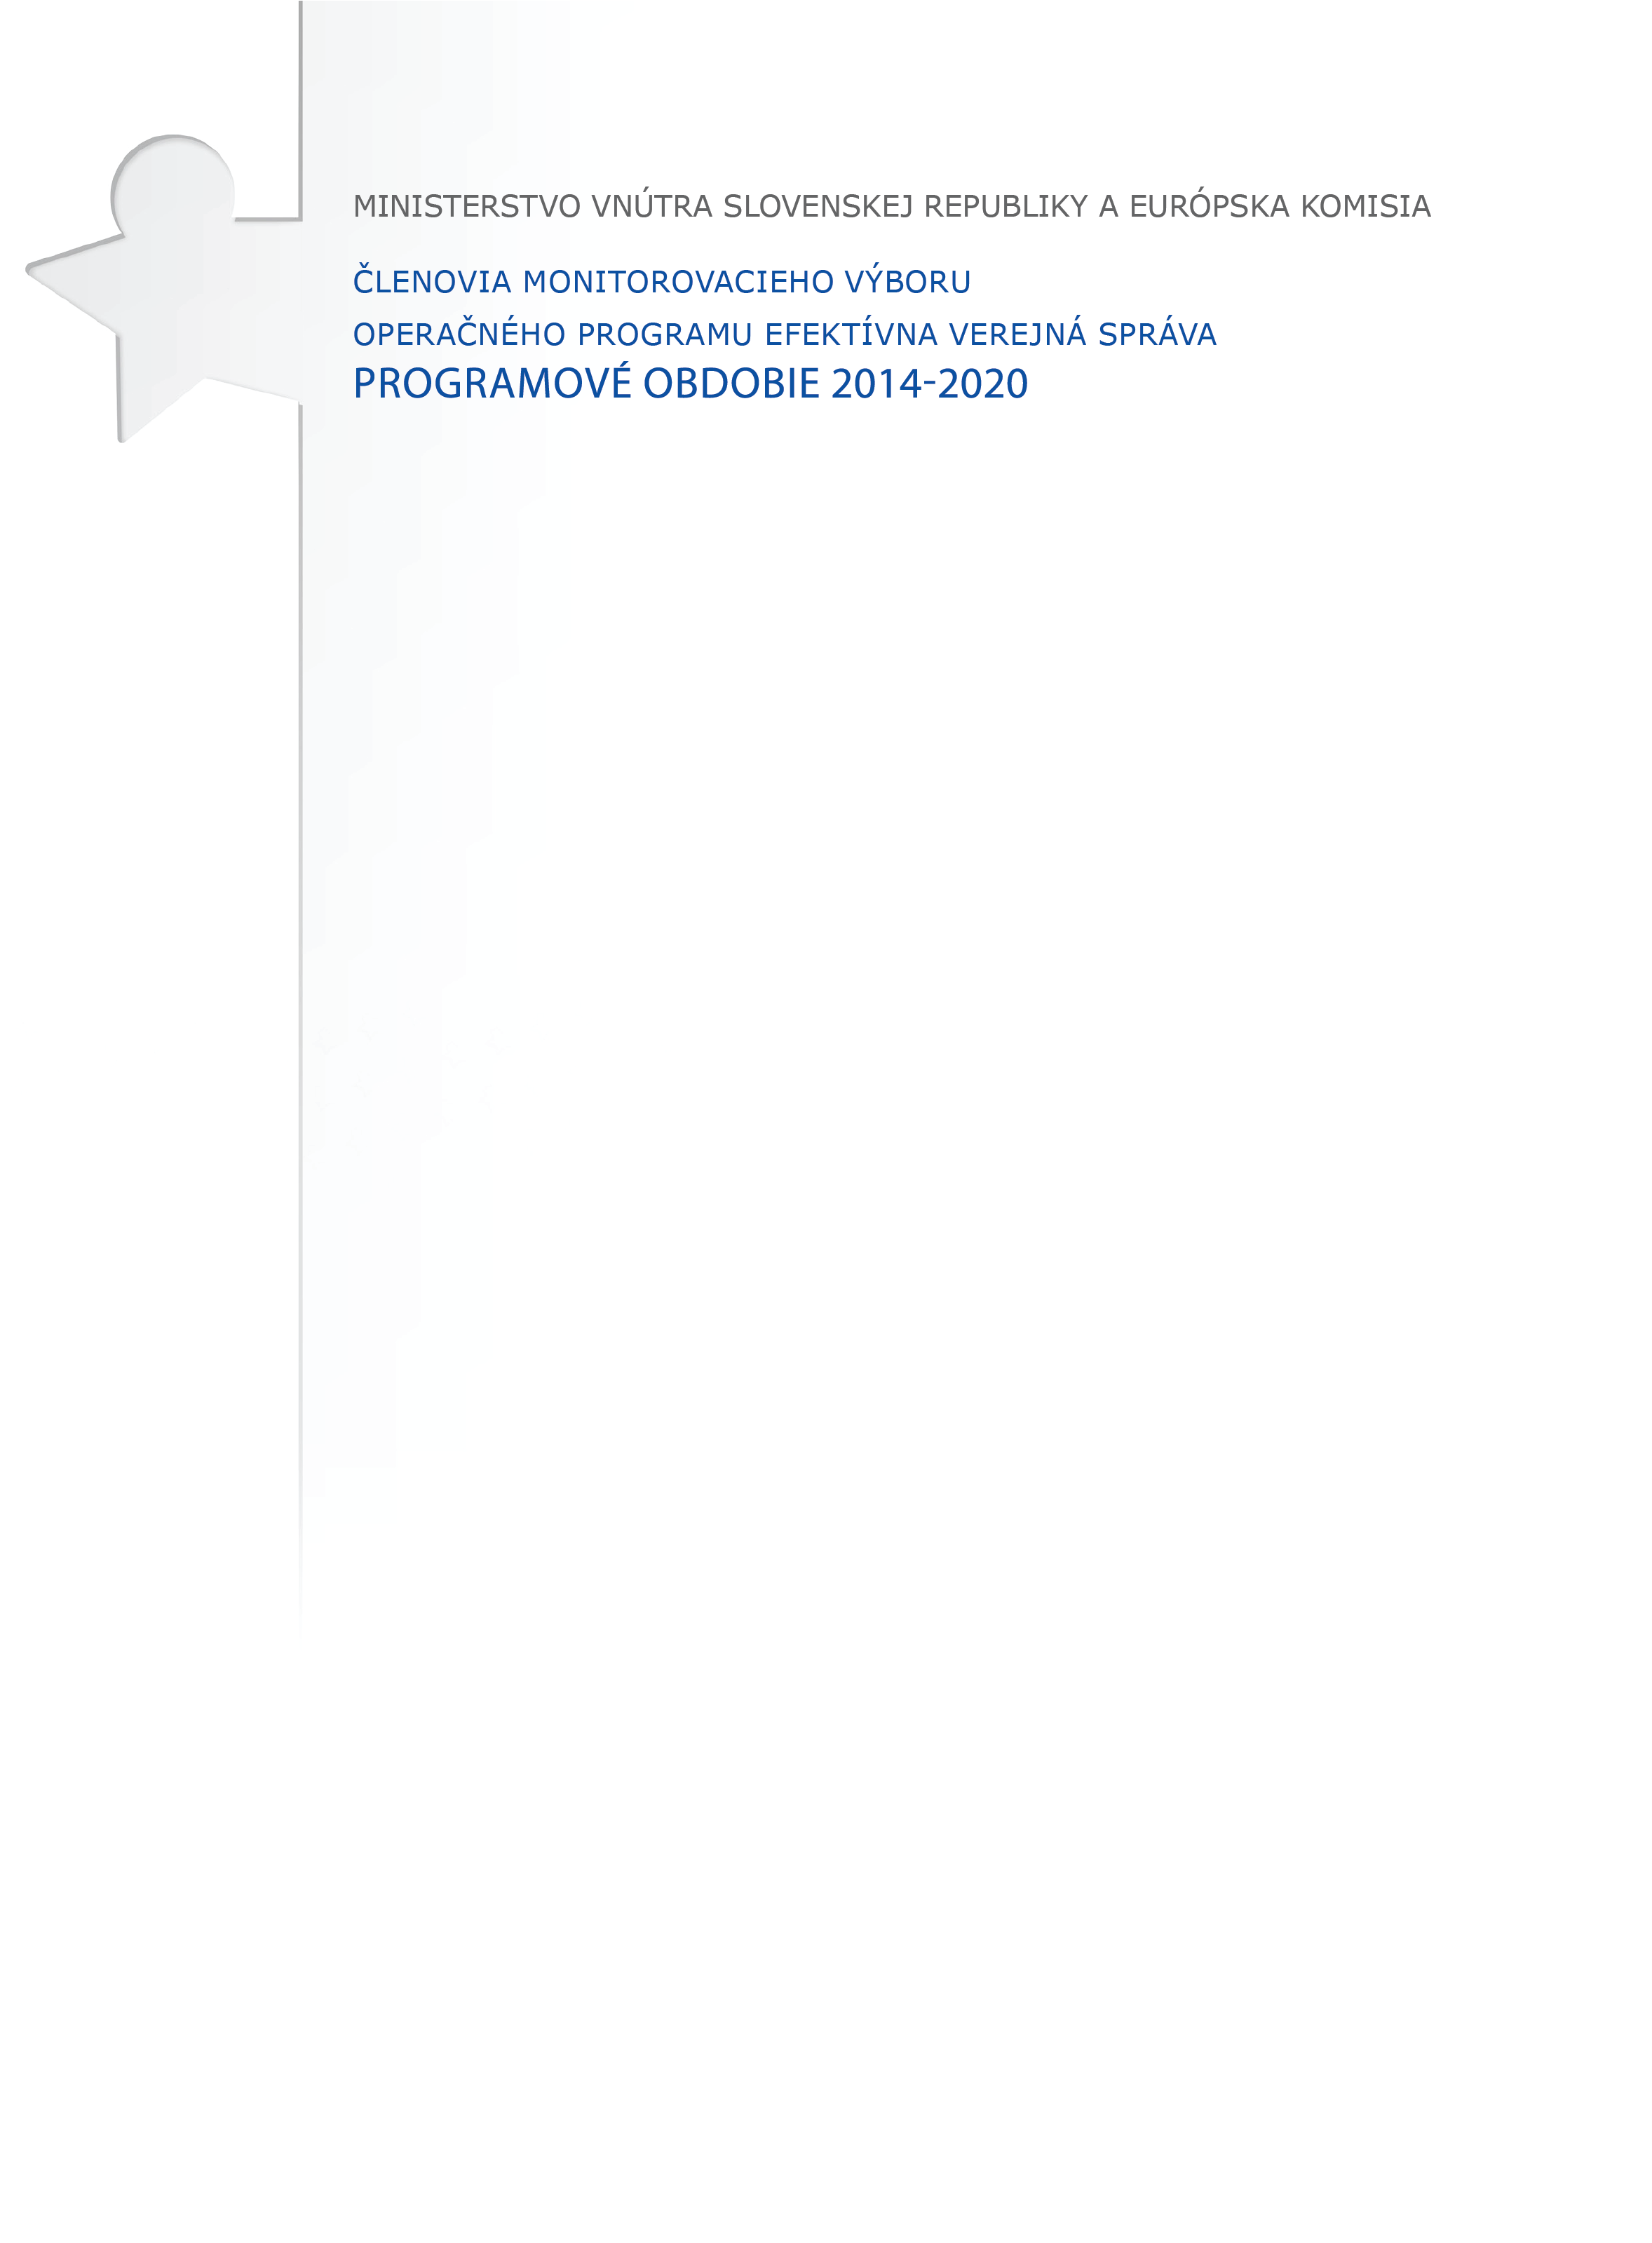 MINISTERSTVO VNÚTRA SLOVENSKEJ REPUBLIKY A EURÓPSKA KOMISIA
ČLENOVIA MONITOROVACIEHO VÝBORU
OPERAČNÉHO PROGRAMU EFEKTÍVNA VEREJNÁ SPRÁVA
PROGRAMOVÉ OBDOBIE 2014-2020